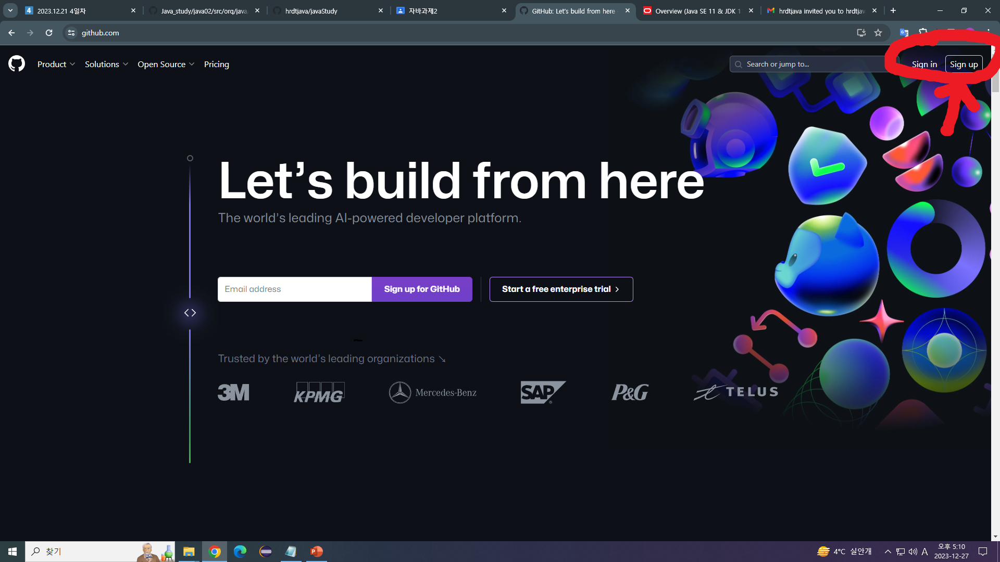 2023.12.21 4일차
Java_study/java02/src/org/java
hrdtjava/javaStudy
자바과제2
GitHub: Let's build from here
Overview (Java SE 11 & JDK 1
hrdtjava invited you to hrdtjav
github.com
Product
Solutions
Open Source
Pricing
Search or jump to...
Sign in
Sign up
Let's build from here
The world's leading AI-powered developer platform.
Email address
Sign up for GitHub
Start a free enterprise trial
Trusted by the world's leading organizations ↘
3M
KPMG
Mercedes-Benz
SAP
P&G
TELUS
찾기
4°C 실안개
A
오후 5:10
2023-12-27